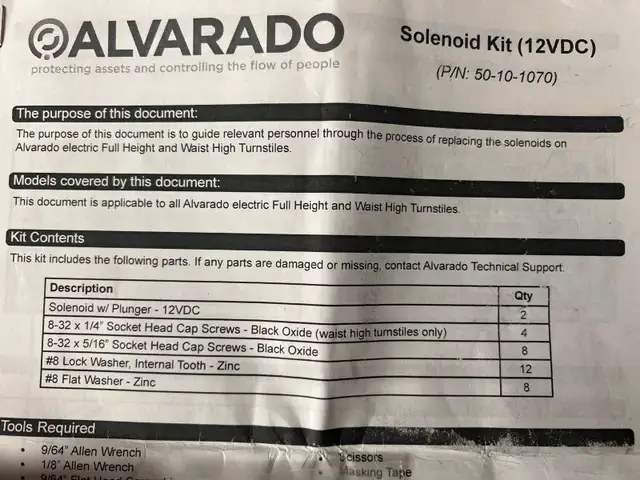 ALVARADO
protecting assets and controlling the flow of people
Solenoid Kit (12VDC)
(P/N: 50-10-1070)
The purpose of this document:
The purpose of this document is to guide relevant personnel through the process of replacing the solenoids on
Alvarado electric Full Height and Waist High Turnstiles.
Models covered by this document:
This document is applicable to all Alvarado electric Full Height and Waist High Turnstiles.
Kit Contents
This kit includes the following parts. If any parts are damaged or missing, contact Alvarado Technical Support.
Description Qty
Solenoid w/ Plunger - 12VDC 2
8-32 x 1/4" Socket Head Cap Screws - Black Oxide (waist high turnstiles only) 4
8-32 x 5/16" Socket Head Cap Screws - Black Oxide 8
#8 Lock Washer, Internal Tooth - Zinc 12
#8 Flat Washer - Zinc 8
Tools Required
• 9/64" Allen Wrench
• 1/8" Allen Wrench
• 9/64" Flat Head
• Scissors
• Masking Tape